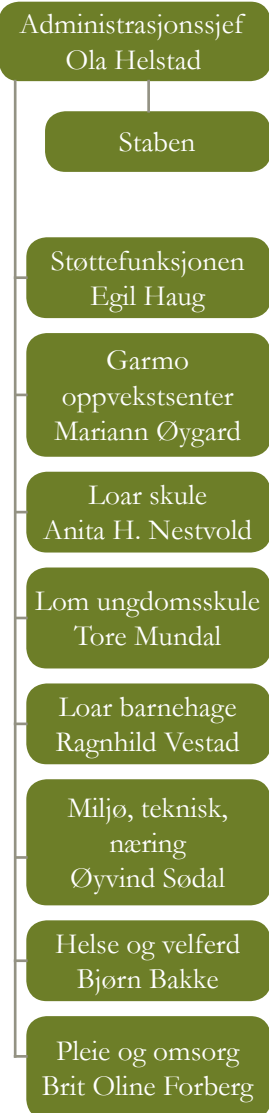 Administrasjonssjef
Ola Helstad
Staben
Støttefunksjonen
Egil Haug
Garmo
oppvekstsenter
Mariann Øygard
Loar skule
Anita H. Nestvold
Lom ungdomsskule
Tore Mundal
Loar barnehage
Ragnhild Vestad
Miljø, teknisk,
næring
Øyvind Sødal
Helse og velferd
Bjørn Bakke
Pleie og omsorg
Brit Oline Forberg